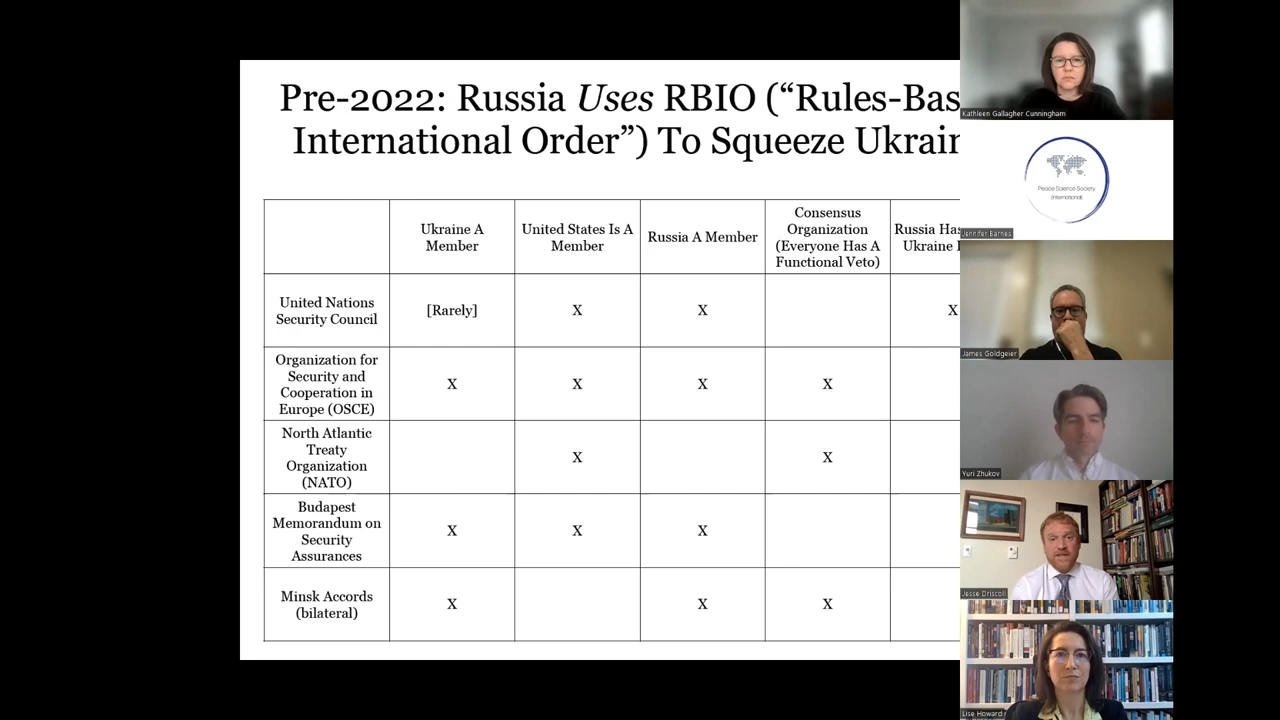 Pre-2022: Russia Uses RBIO (“Rules-Bas
International Order”) To Squeeze Ukrain
Ukraine A
Member
United States Is A
Member
Russia A Member
Consensus
Organization
(Everyone Has A
Functional Veto)
Russia Has
Ukraine
United Nations
Security Council
[Rarely]
X
X
X
Organization for
Security and
Cooperation in
Europe (OSCE)
X
X
X
X
North Atlantic
Treaty
Organization
(NATO)
X
X
Budapest
Memorandum on
Security
Assurances
X
X
X
Minsk Accords
(bilateral)
X
X
X
Kathleen Gallagher Cunningham
Peace Science Society
(International)
Jennifer Barnes
James Goldgeier
Yuri Zhukov
Jesse Driscoll
Lise Howard